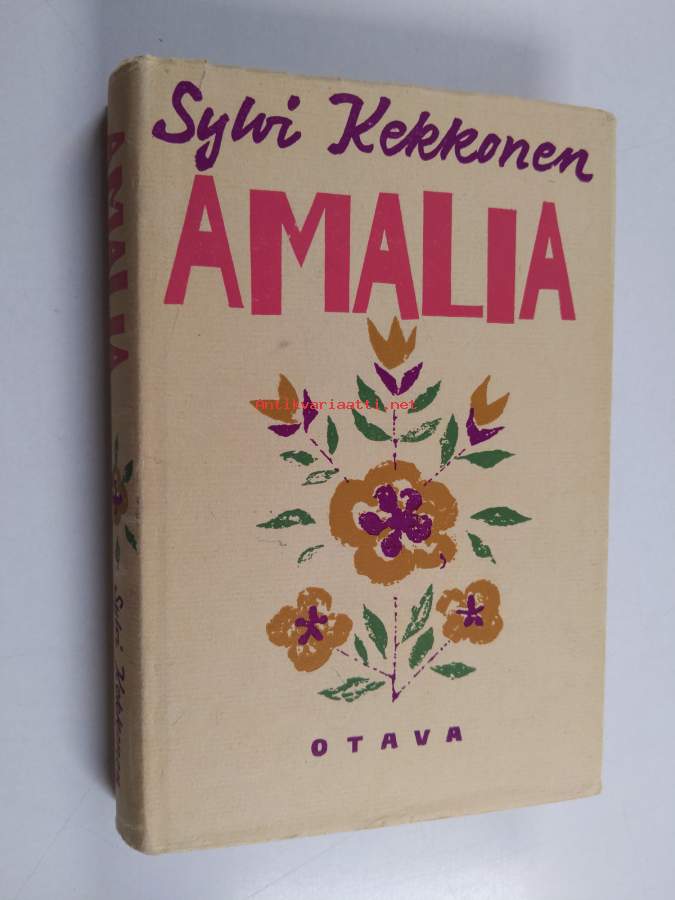 Sylvi Kekkonen
AMALIA
Antikvariaatti.net
OTAVA
AMALIA
Sylvi Kekkonen